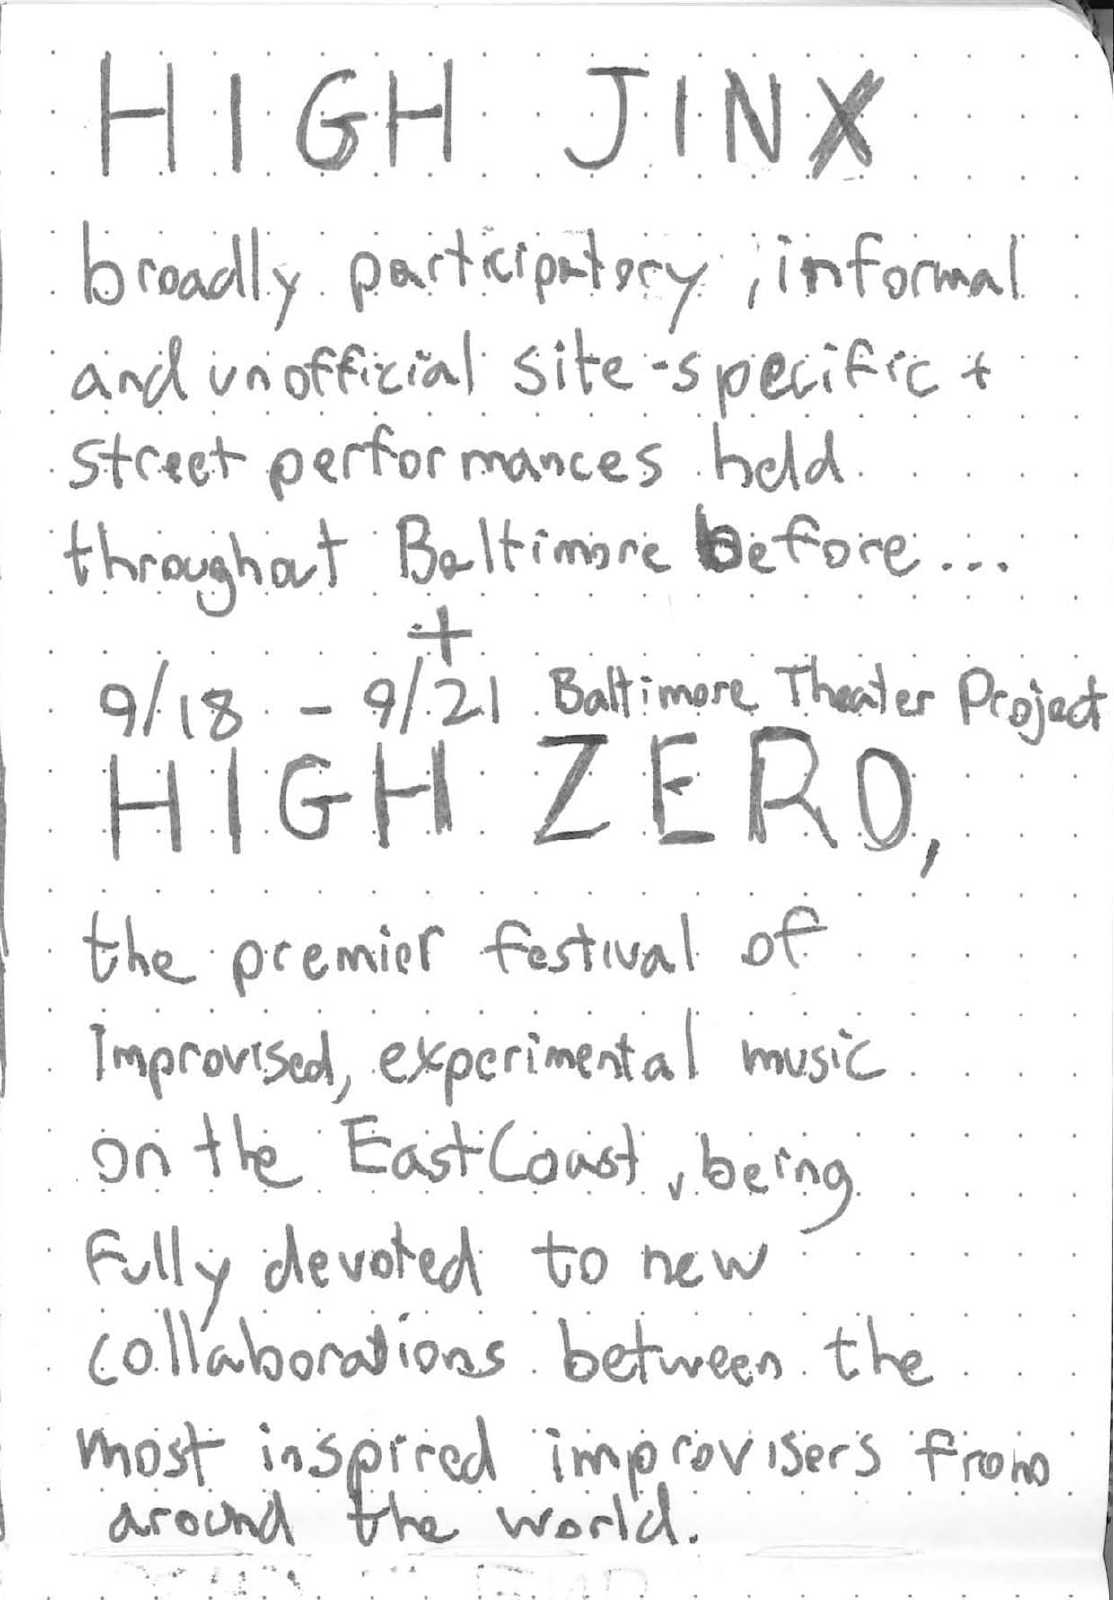 HIGH JINX
broadly participatory, informal
and unofficial site-specific +
street performances held
throughout Baltimore before...
+
9/18 - 9/21 Baltimore Theater Project
HIGH ZERO,
the premier festival of
Improvised, experimental music
on the East Coast, being
fully devoted to new
collaborations between the
most inspired improvisers from
around the world.